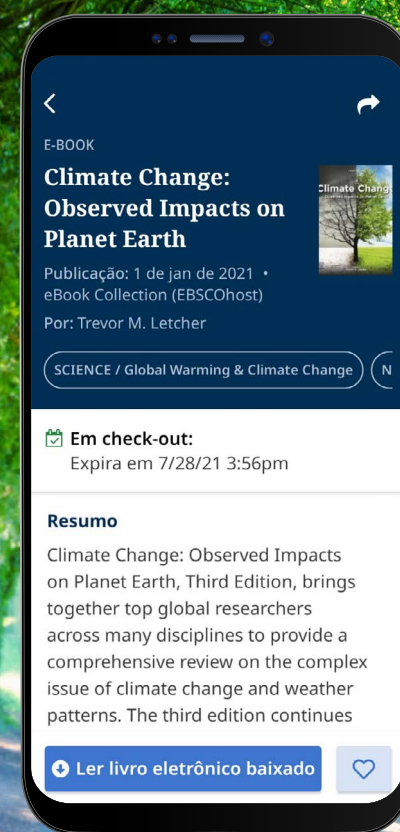 E-BOOK
Climate Change:
Observed Impacts on
Planet Earth
Climate Chang
Publicação: 1 de jan de 2021 •
eBook Collection (EBSCOhost)
Por: Trevor M. Letcher
SCIENCE / Global Warming & Climate Change
N
Em check-out:
Expira em 7/28/21 3:56pm
Resumo
Climate Change: Observed Impacts
on Planet Earth, Third Edition, brings
together top global researchers
across many disciplines to provide a
comprehensive review on the complex
issue of climate change and weather
patterns. The third edition continues
Ler livro eletrônico baixado